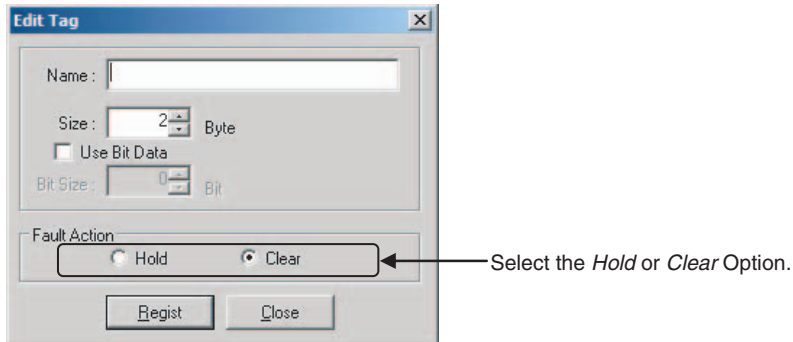 Edit Tag
Name :
Size : 2 Byte
Use Bit Data
Bit Size : 0 Bit
Fault Action
Hold Clear
Select the Hold or Clear Option.
Regist Close